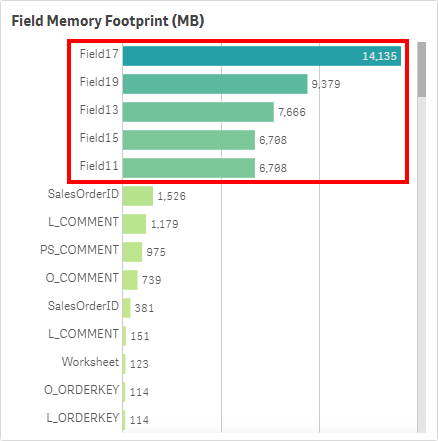 Field Memory Footprint (MB)
Field17 14,135
Field19 9,379
Field13 7,666
Field15 6,708
Field11 6,708
SalesOrderID 1,526
L_COMMENT 1,179
PS_COMMENT 975
O_COMMENT 739
SalesOrderID 381
L_COMMENT 151
Worksheet 123
O_ORDERKEY 114
L_ORDERKEY 114